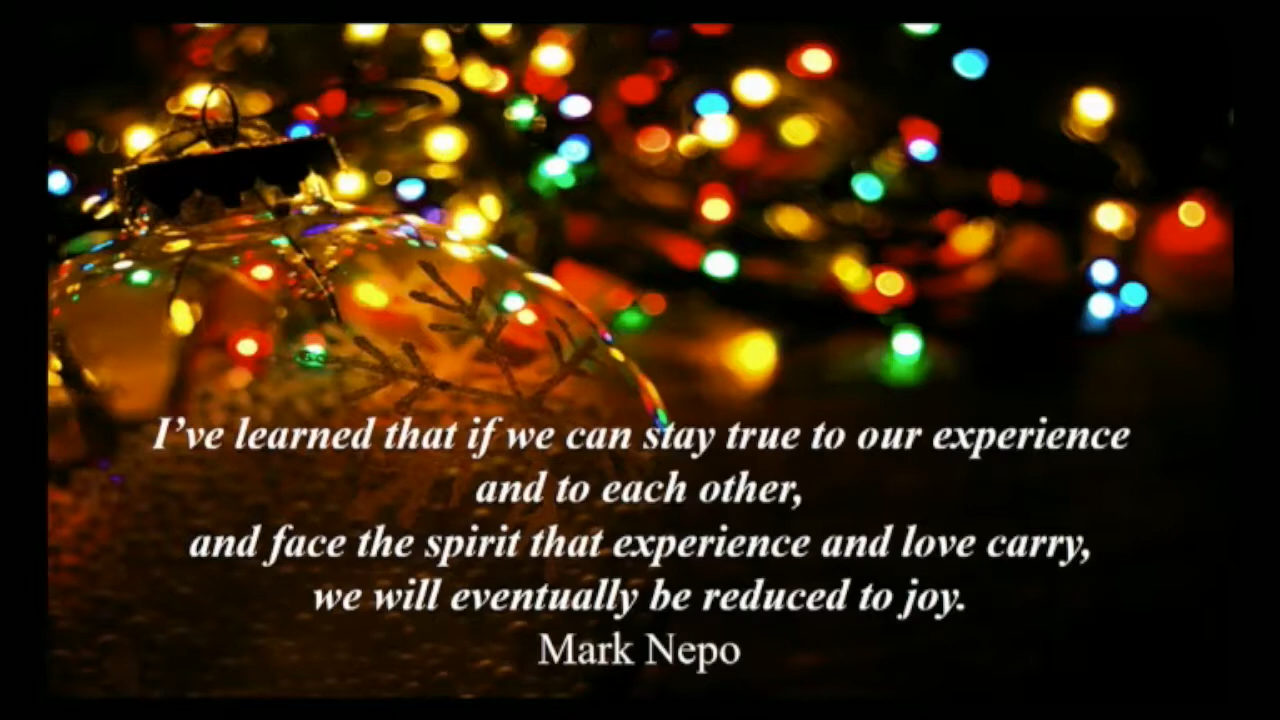 I’ve learned that if we can stay true to our experience
and to each other,
and face the spirit that experience and love carry,
we will eventually be reduced to joy.
Mark Nepo